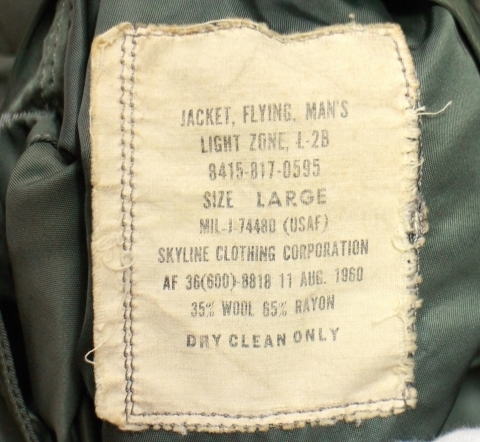 JACKET, FLYING, MAN'S
LIGHT ZONE, L-2B
8415-817-0595
SIZE LARGE
MIL-J-7448D (USAF)
SKYLINE CLOTHING CORPORATION
AF 36(600)-8818 11 AUG. 1960
35% WOOL 65% RAYON
DRY CLEAN ONLY